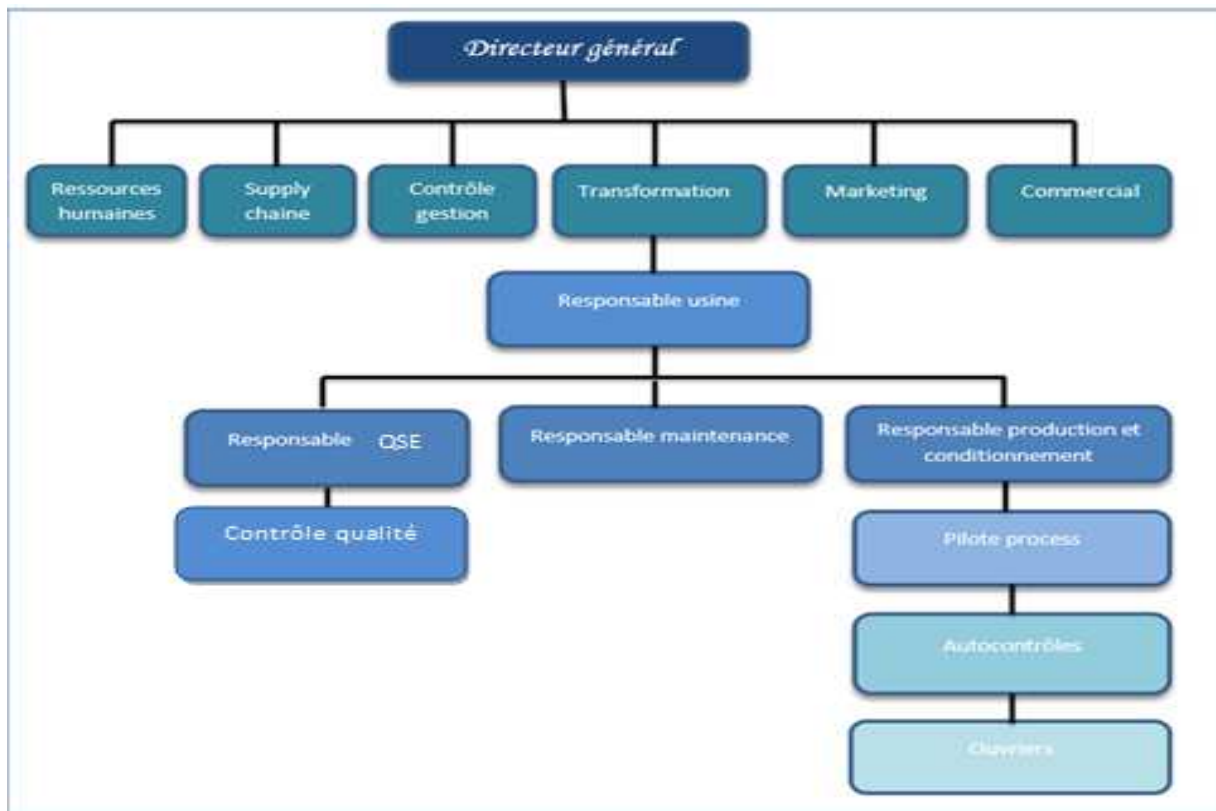 Directeur général
Ressources
humaines
Supply
chaine
Contrôle
gestion
Transformation
Marketing
Commercial
Responsable usine
Responsable QSE
Responsable maintenance
Responsable production et
conditionnement
Contrôle qualité
Pilote process
Autocontrôles
Ouvriers